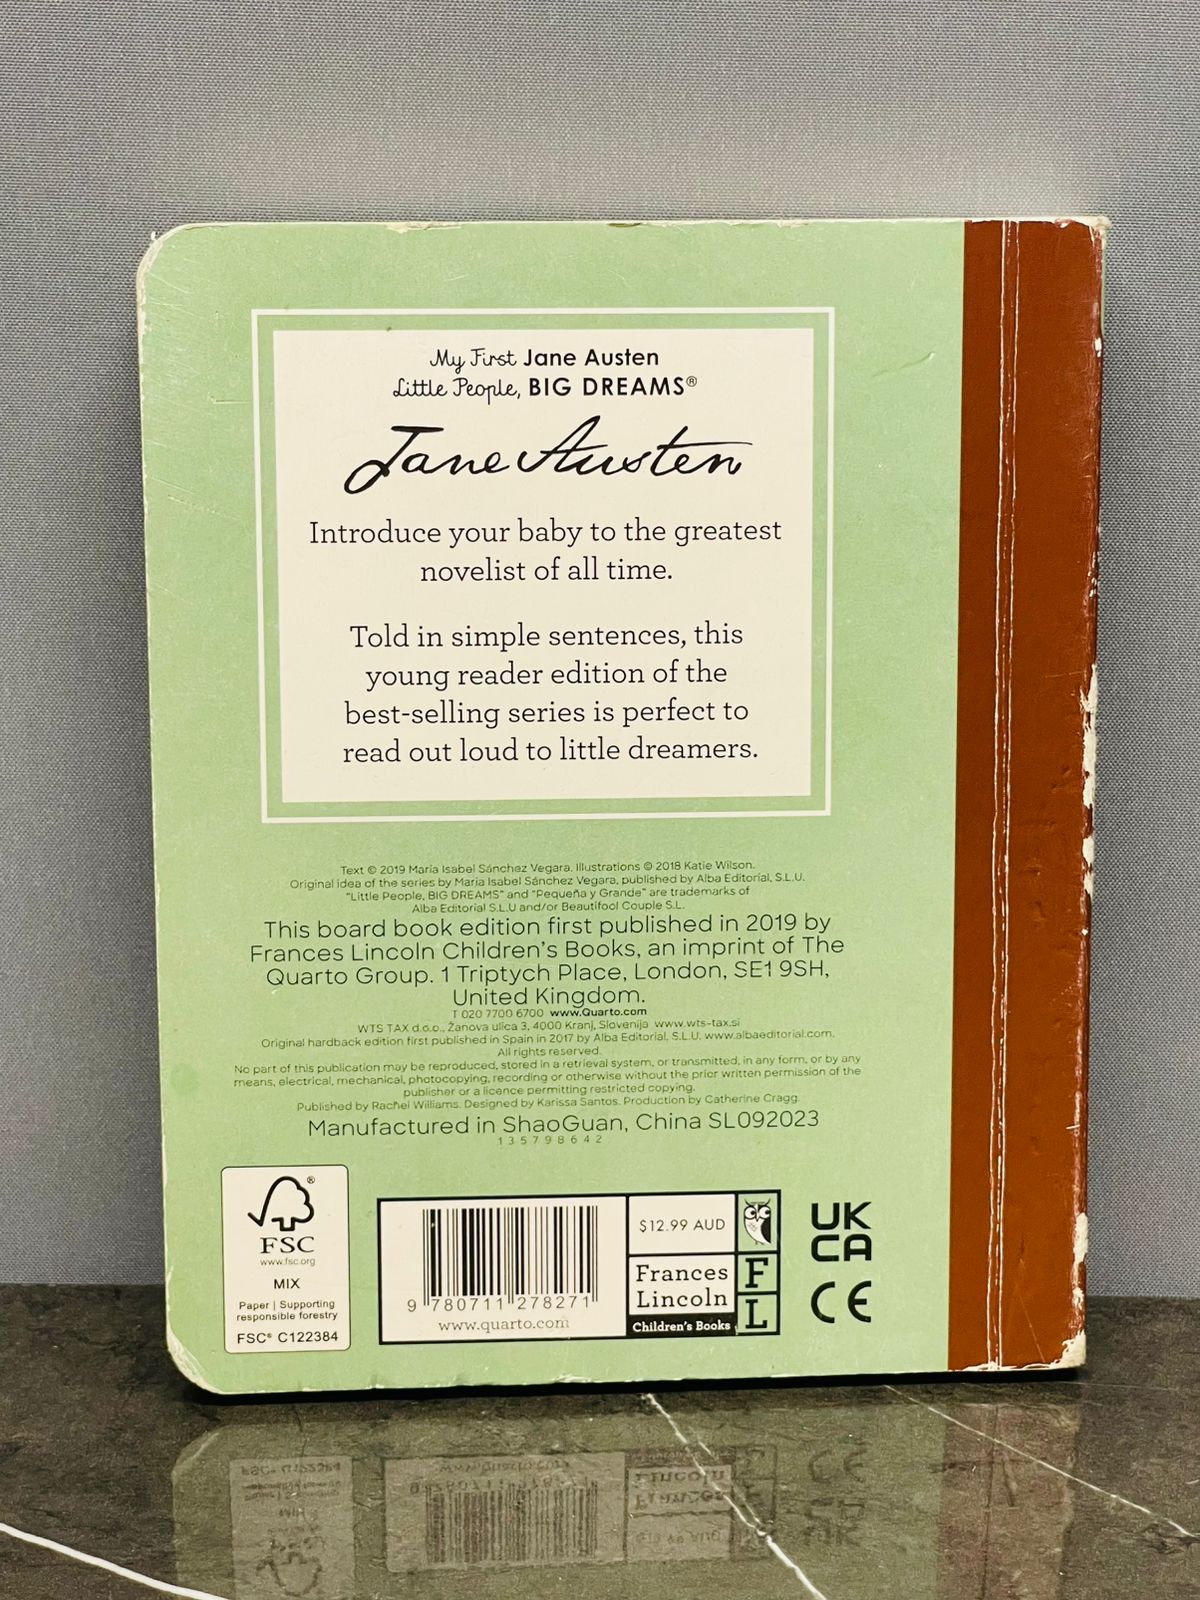 My First Jane Austen
Little People, BIG DREAMS®
Jane Austen
Introduce your baby to the greatest
novelist of all time.
Told in simple sentences, this
young reader edition of the
best-selling series is perfect to
read out loud to little dreamers.
Text © 2019 Maria Isabel Sánchez Vegara. Illustrations © 2018 Katie Wilson.
Original idea of the series by Maria Isabel Sánchez Vegara, published by Alba Editorial, S.L.U.
"Little People, BIG DREAMS" and "Pequeña y Grande" are trademarks of
Alba Editorial S.L.U and/or Beautifool Couple S.L.
This board book edition first published in 2019 by
Frances Lincoln Children's Books, an imprint of The
Quarto Group. 1 Triptych Place, London, SE1 9SH,
United Kingdom.
T 020 7700 6700 www.Quarto.com
WTS TAX d.o.o., Žanova ulica 3, 4000 Kranj, Slovenija www.wts-tax.si
Original hardback edition first published in Spain in 2017 by Alba Editorial, S.L.U. www.albaeditorial.com.
All rights reserved.
No part of this publication may be reproduced, stored in a retrieval system, or transmitted, in any form, or by any
means, electrical, mechanical, photocopying, recording or otherwise without the prior written permission of the
publisher or a licence permitting restricted copying.
Published by Rachel Williams. Designed by Karissa Santos. Production by Catherine Cragg.
Manufactured in ShaoGuan, China SL092023
1 3 5 7 9 8 6 4 2
FSC®
www.fsc.org
MIX
Paper | Supporting
responsible forestry
FSC® C122384
9 780711 278271
www.quarto.com
$12.99 AUD
Frances
Lincoln
Children's Books
F
L
UK
CA
CE